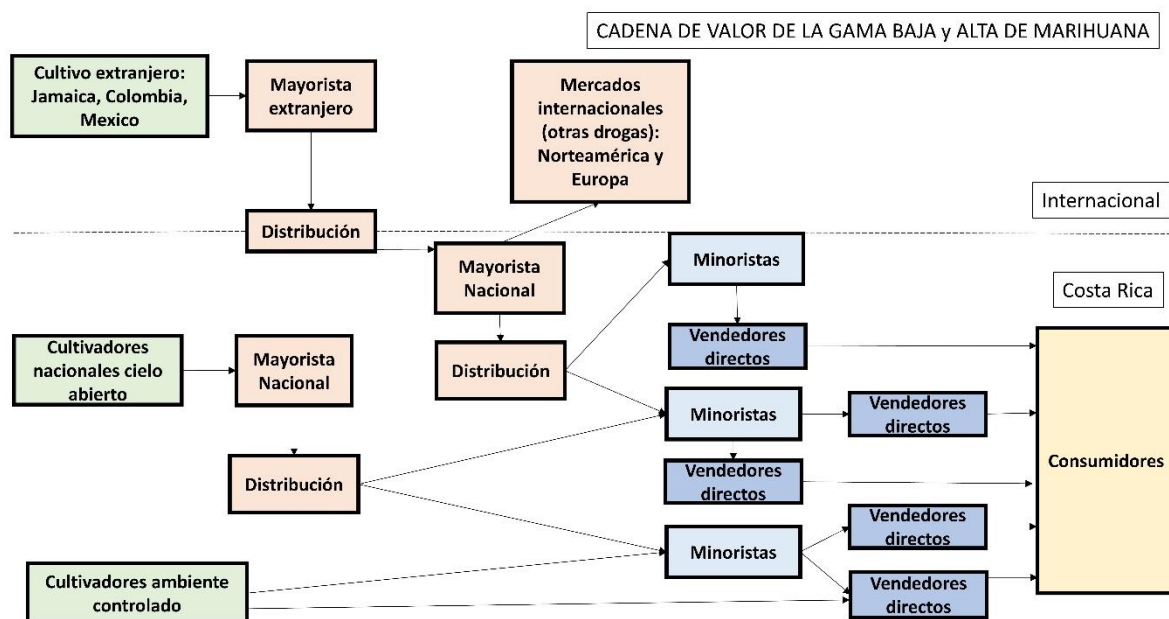 CADENA DE VALOR DE LA GAMA BAJA y ALTA DE MARIHUANA
Cultivo extranjero:
Jamaica, Colombia,
Mexico
Mayorista
extranjero
Mercados
internacionales
(otras drogas):
Norteamérica y
Europa
Internacional
Distribución
Mayorista
Nacional
Minoristas
Costa Rica
Vendedores
directos
Cultivadores
nacionales cielo
abierto
Mayorista
Nacional
Distribución
Minoristas
Vendedores
directos
Consumidores
Distribución
Vendedores
directos
Minoristas
Vendedores
directos
Cultivadores ambiente
controlado
Vendedores
directos